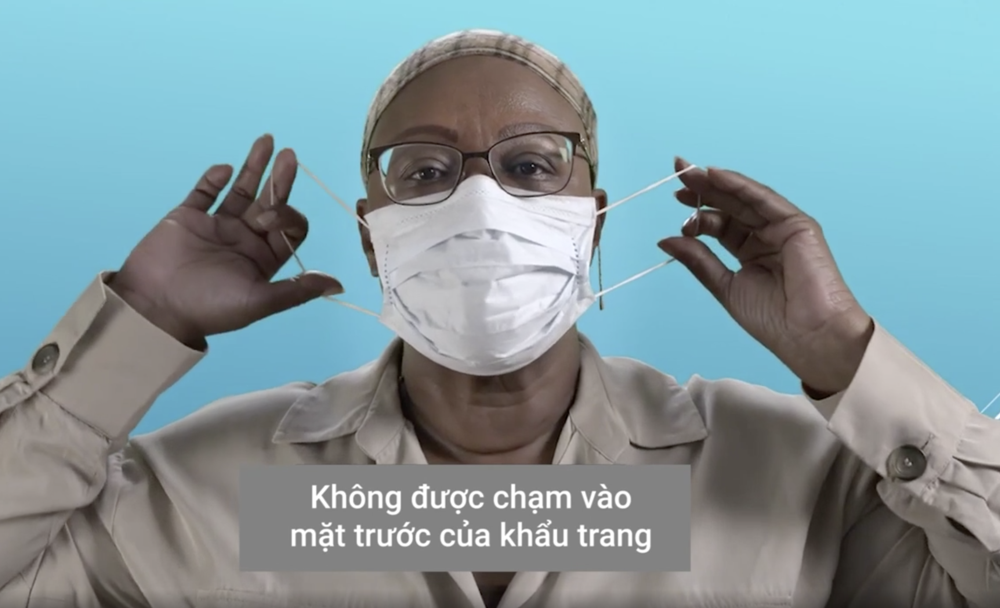 Không được chạm vào
mặt trước của khẩu trang